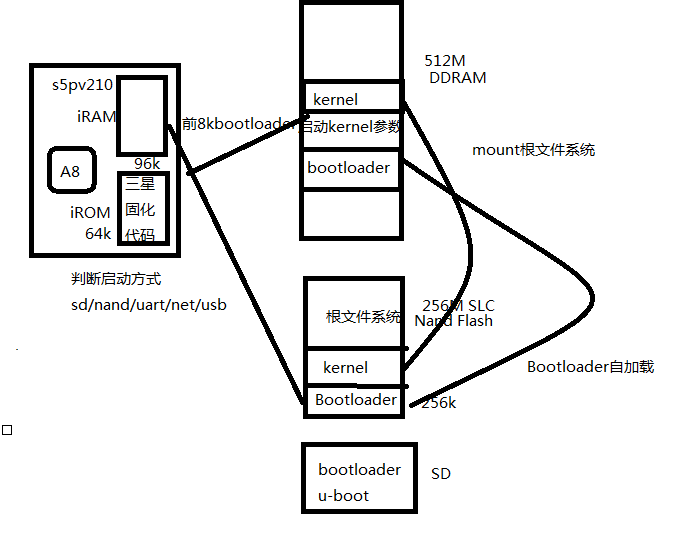 s5pv210
iRAM
96k
A8
iROM
64k
三星
固化
代码
判断启动方式
sd/nand/uart/net/usb
前8kbootloader
512M
DDRAM
kernel
启动kernel参数
bootloader
mount根文件系统
根文件系统
256M SLC
Nand Flash
kernel
Bootloader
256k
Bootloader自加载
bootloader
u-boot
SD